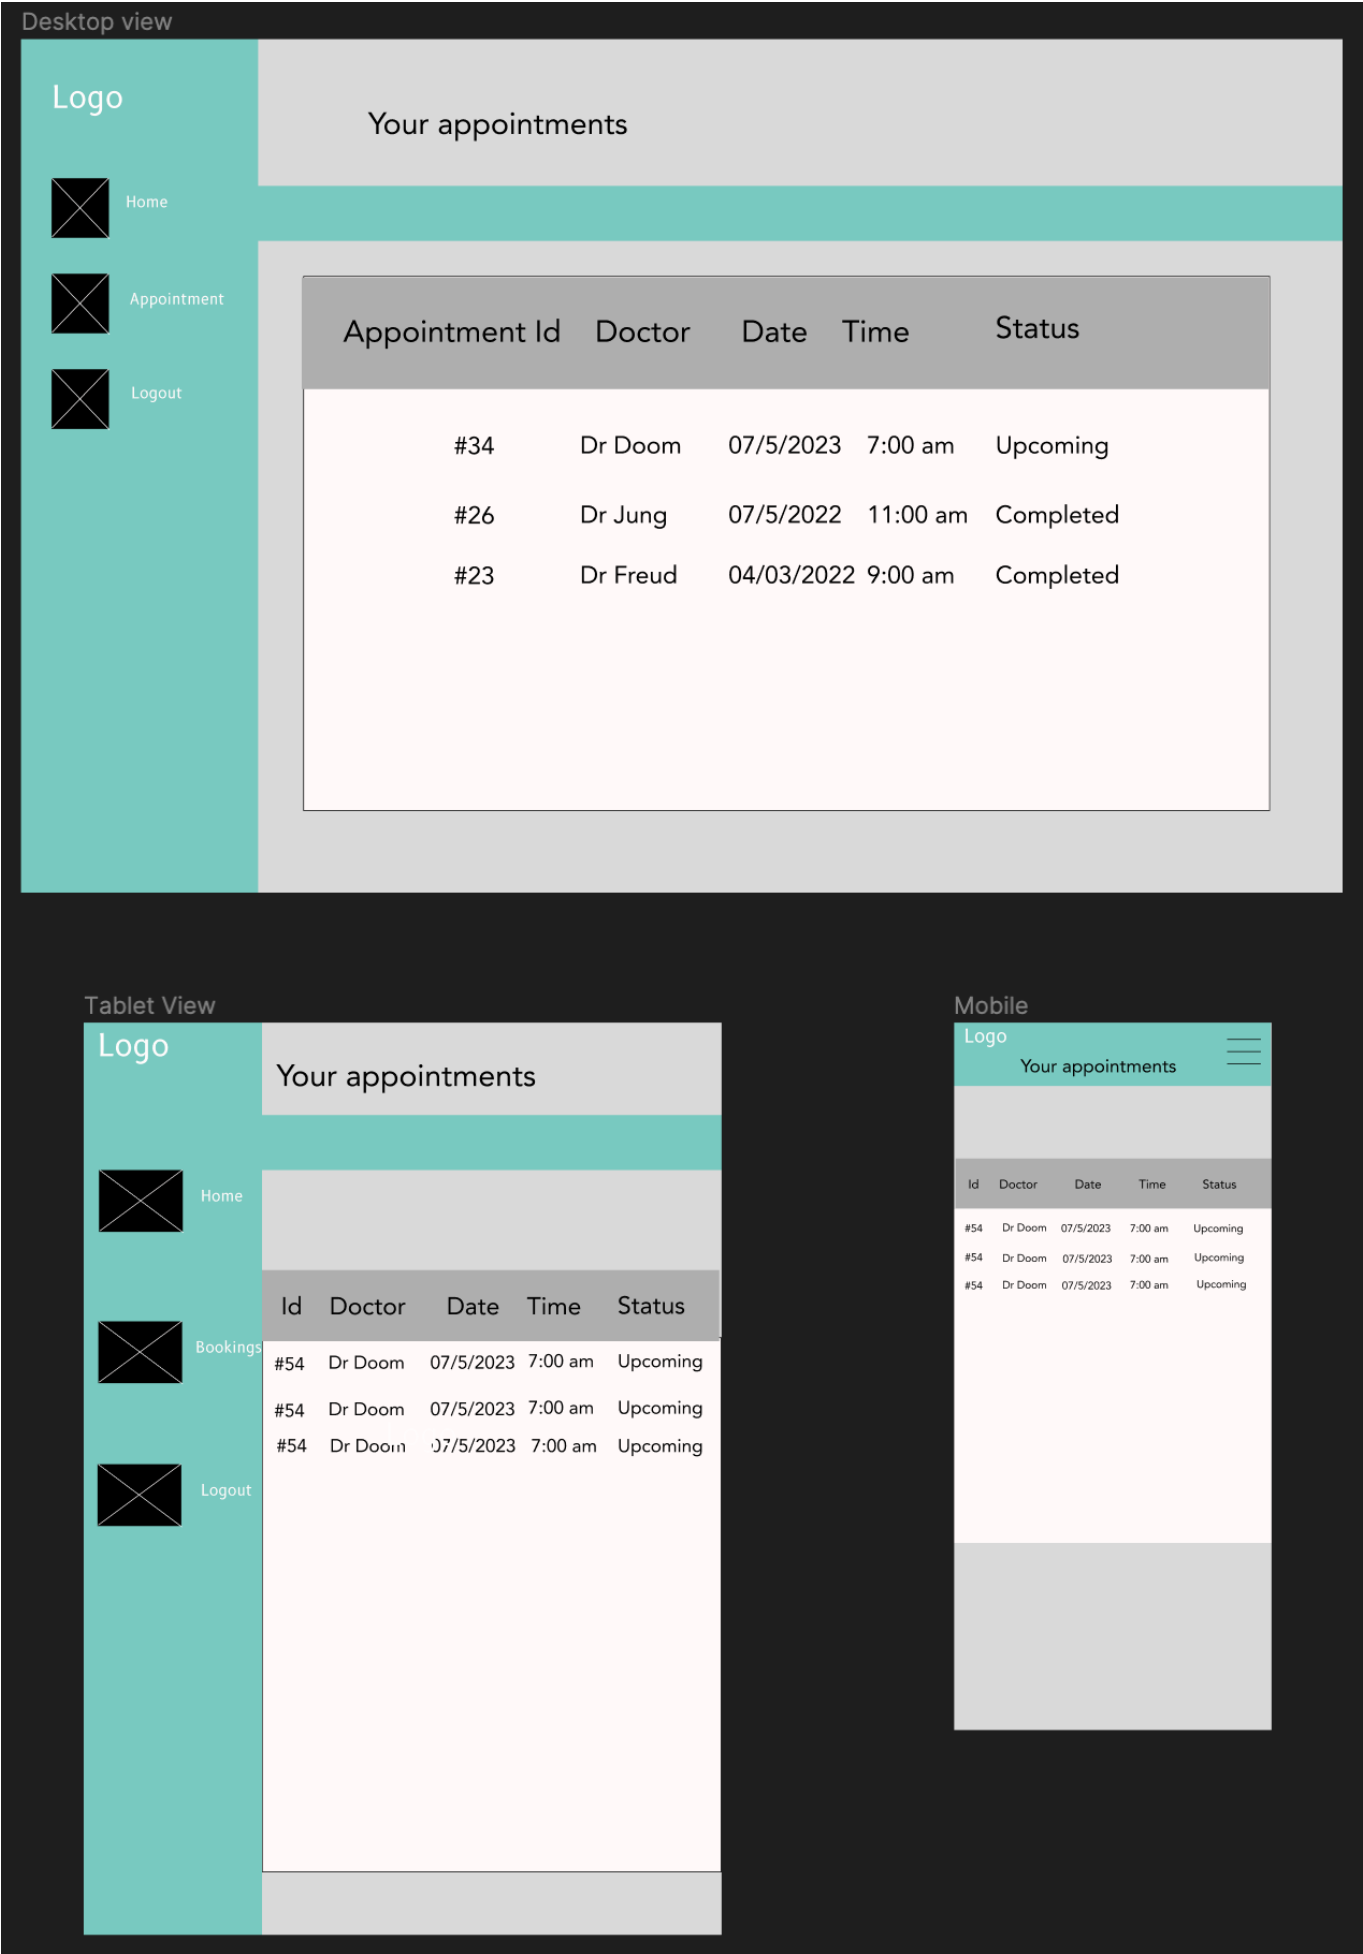 Desktop view
Logo
Your appointments
Home
Appointment
Logout
Appointment Id Doctor Date Time Status
#34 Dr Doom 07/5/2023 7:00 am Upcoming
#26 Dr Jung 07/5/2022 11:00 am Completed
#23 Dr Freud 04/03/2022 9:00 am Completed
Tablet View
Logo
Your appointments
Home
Bookings
Logout
Id Doctor Date Time Status
#54 Dr Doom 07/5/2023 7:00 am Upcoming
#54 Dr Doom 07/5/2023 7:00 am Upcoming
#54 Dr Doom 07/5/2023 7:00 am Upcoming
Mobile
Logo
Your appointments
Id Doctor Date Time Status
#54 Dr Doom 07/5/2023 7:00 am Upcoming
#54 Dr Doom 07/5/2023 7:00 am Upcoming
#54 Dr Doom 07/5/2023 7:00 am Upcoming